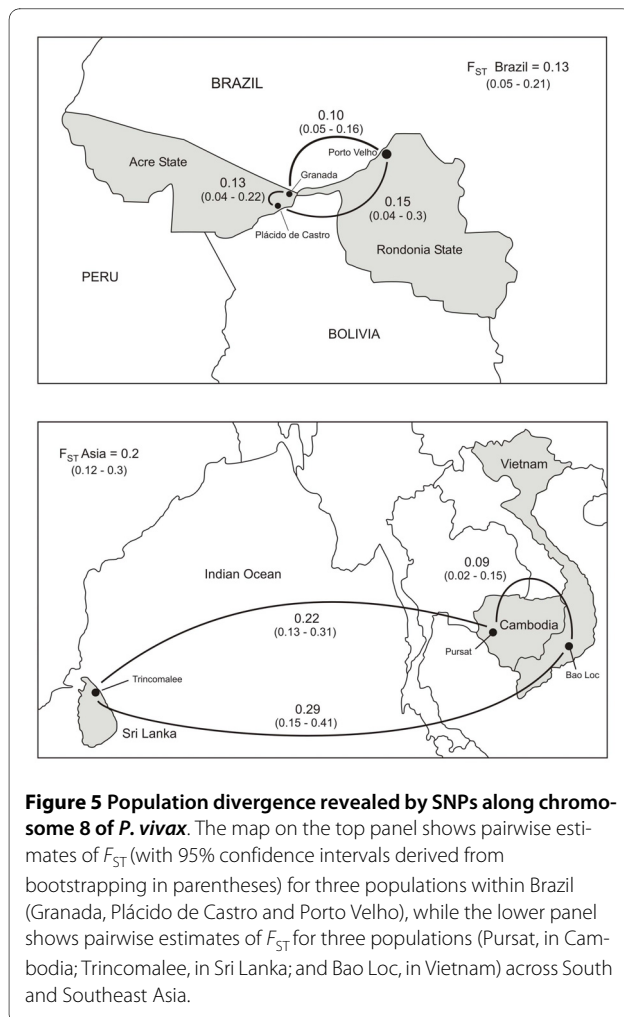 BRAZIL
F_ST Brazil = 0.13
(0.05 - 0.21)
0.10
(0.05 - 0.16)
Porto Velho
Acre State
Granada
0.13
(0.04 - 0.22)
0.15
(0.04 - 0.3)
Plácido de Castro
Rondonia State
PERU
BOLIVIA
F_ST Asia = 0.2
(0.12 - 0.3)
Vietnam
0.09
(0.02 - 0.15)
Indian Ocean
0.22
(0.13 - 0.31)
Cambodia
Pursat
Bao Loc
Trincomalee
0.29
(0.15 - 0.41)
Sri Lanka
Figure 5 Population divergence revealed by SNPs along chromo-
some 8 of P. vivax. The map on the top panel shows pairwise esti-
mates of F_ST (with 95% confidence intervals derived from
bootstrapping in parentheses) for three populations within Brazil
(Granada, Plácido de Castro and Porto Velho), while the lower panel
shows pairwise estimates of F_ST for three populations (Pursat, in Cam-
bodia; Trincomalee, in Sri Lanka; and Bao Loc, in Vietnam) across South
and Southeast Asia.